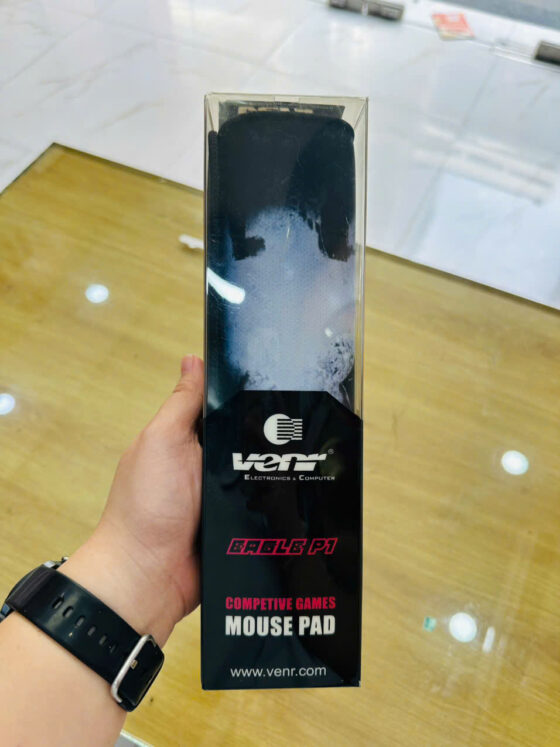 venr®
ELECTRONICS & COMPUTER
EAGLE P1
COMPETIVE GAMES
MOUSE PAD
www.venr.com